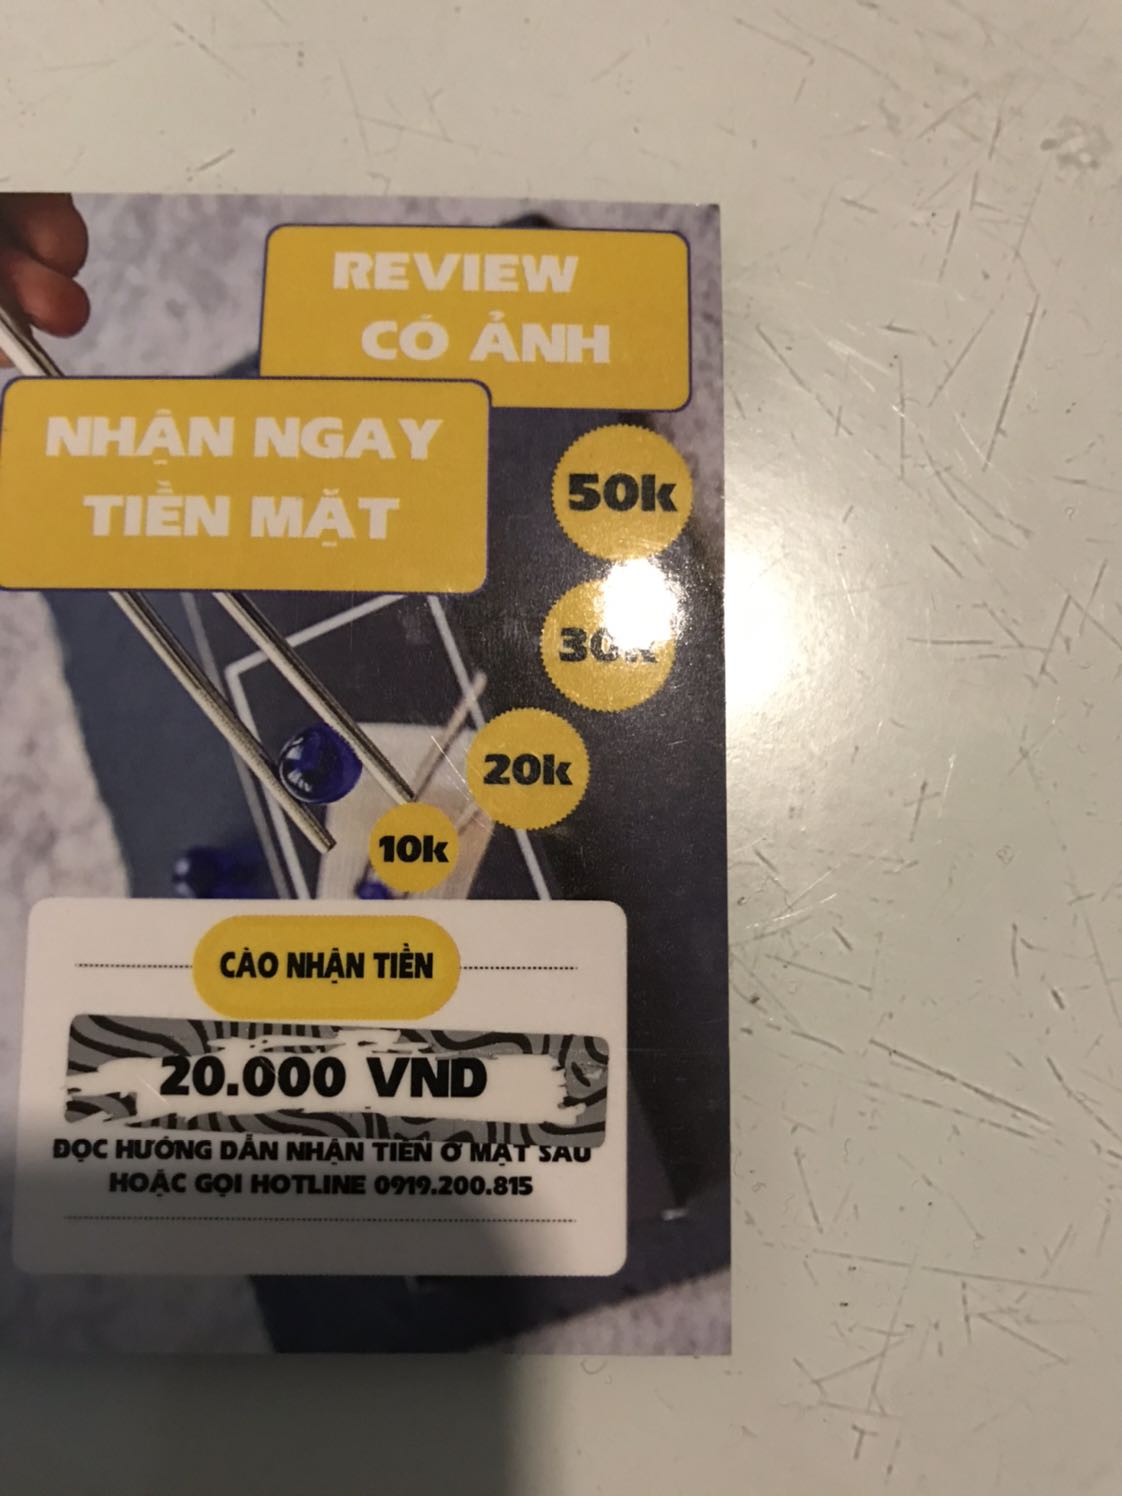 REVIEW
CÓ ẢNH
NHẬN NGAY
TIỀN MẶT
50k
30k
20k
10k
CÀO NHẬN TIỀN
20.000 VND
ĐỌC HƯỚNG DẪN NHẬN TIỀN Ở MẶT SAU
HOẶC GỌI HOTLINE 0919.200.815